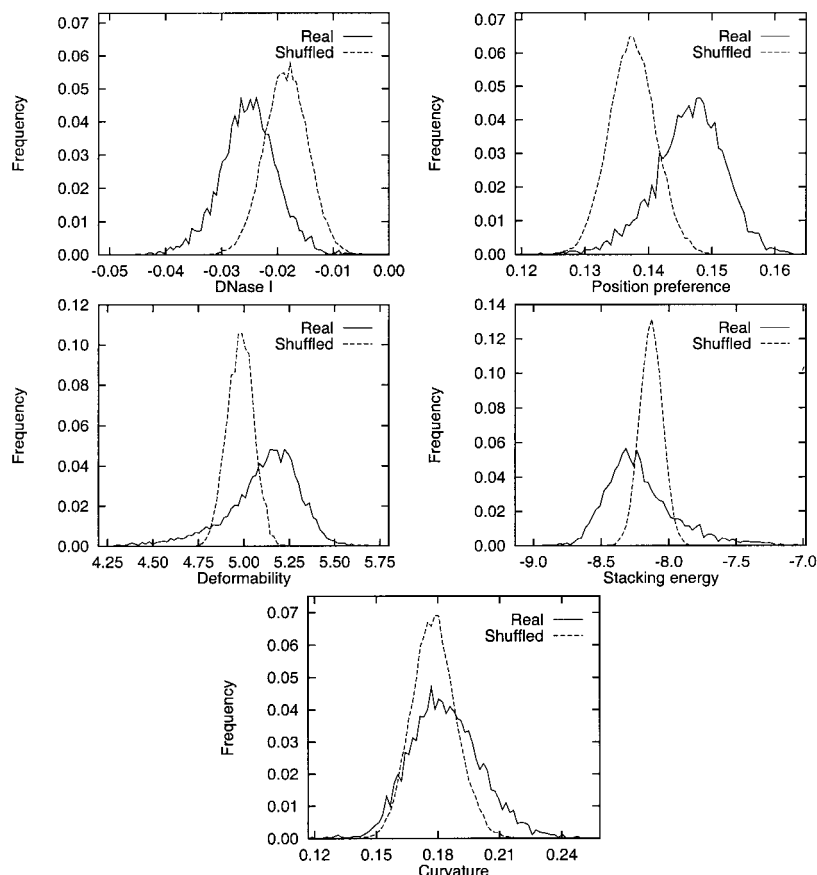 0.07
Real
0.06
Shuffled
0.05
0.04
0.03
0.02
0.01
0.00
Frequency
-0.05 -0.04 -0.03 -0.02 -0.01 0.00
DNase I
0.07
Real
0.06
Shuffled
0.05
0.04
0.03
0.02
0.01
0.00
Frequency
0.12 0.13 0.14 0.15 0.16
Position preference
0.12
Real
0.10
Shuffled
0.08
0.06
0.04
0.02
0.00
Frequency
4.25 4.50 4.75 5.00 5.25 5.50 5.75
Deformability
0.14
Real
0.12
Shuffled
0.10
0.08
0.06
0.04
0.02
0.00
Frequency
-9.0 -8.5 -8.0 -7.5 -7.0
Stacking energy
0.07
Real
0.06
Shuffled
0.05
0.04
0.03
0.02
0.01
0.00
Frequency
0.12 0.15 0.18 0.21 0.24
Curvature